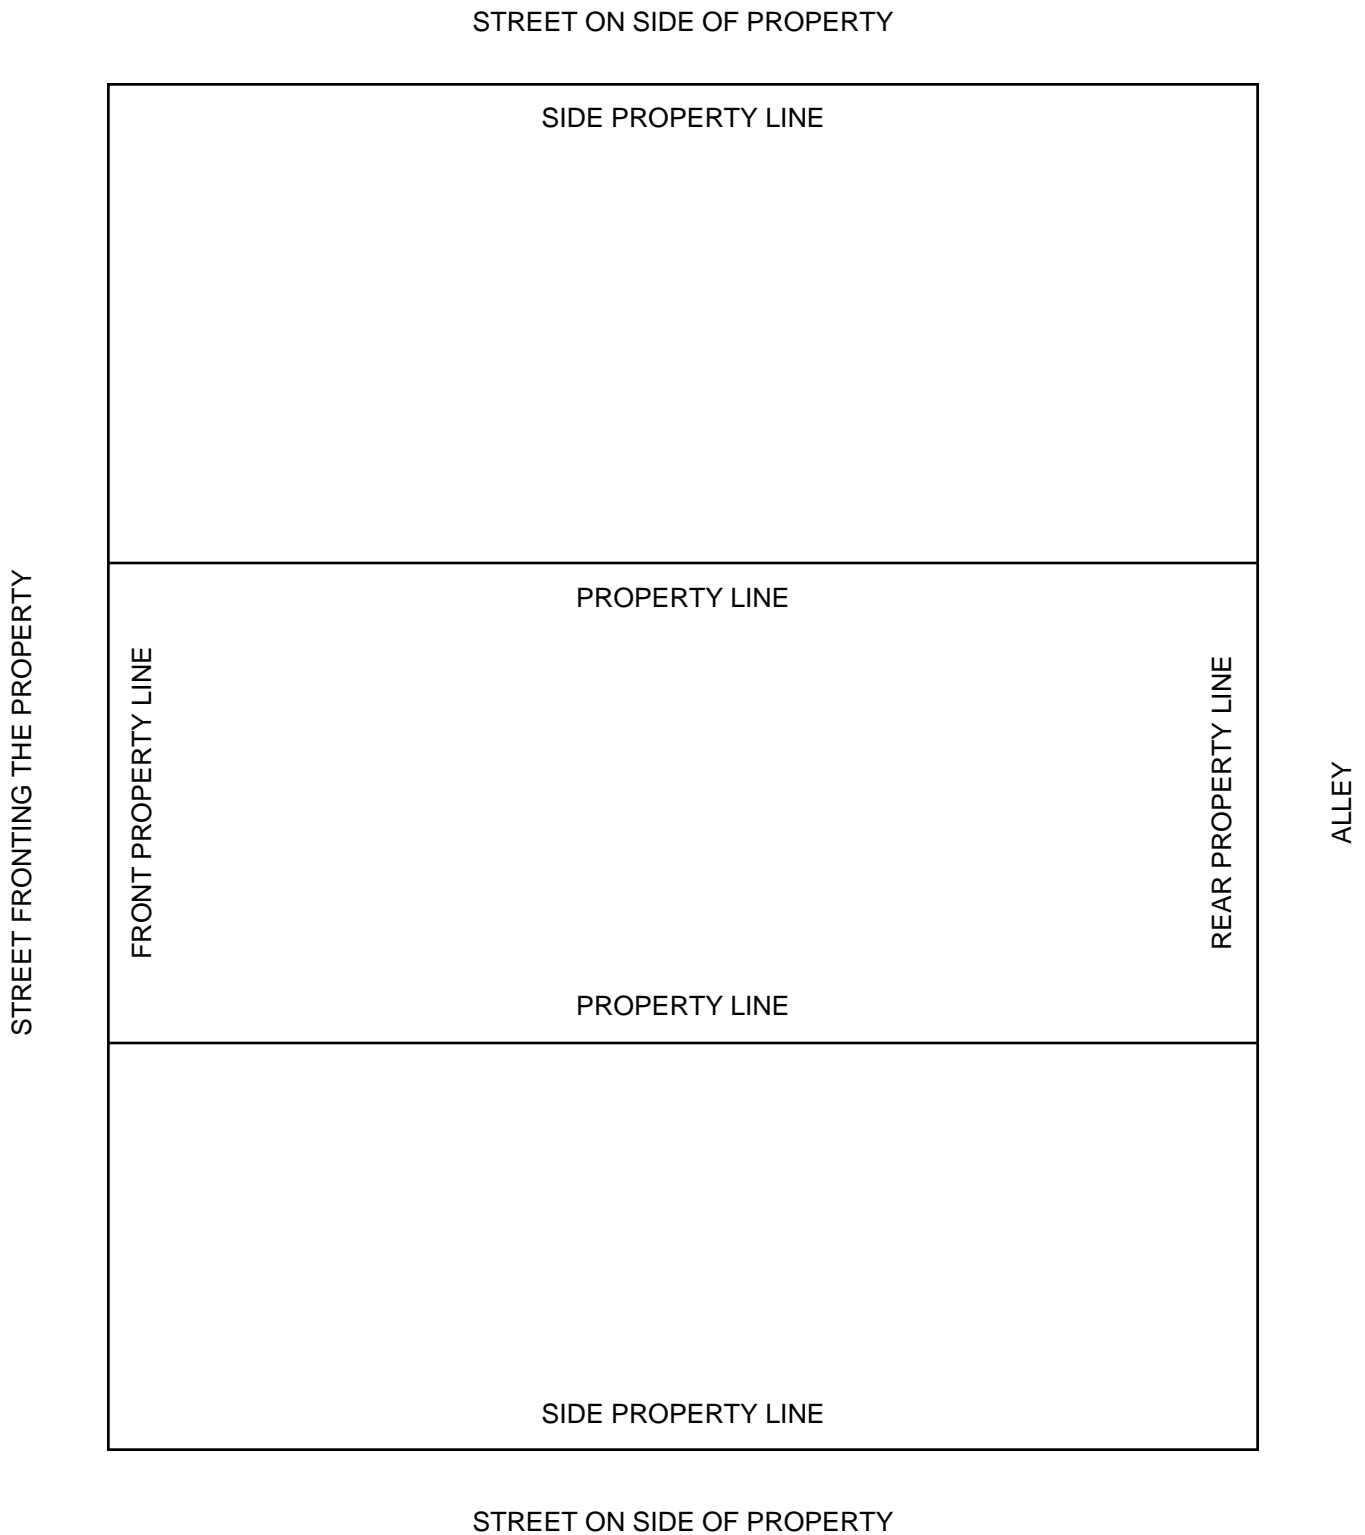 STREET ON SIDE OF PROPERTY
SIDE PROPERTY LINE
STREET FRONTING THE PROPERTY
PROPERTY LINE
FRONT PROPERTY LINE
REAR PROPERTY LINE
ALLEY
PROPERTY LINE
SIDE PROPERTY LINE
STREET ON SIDE OF PROPERTY